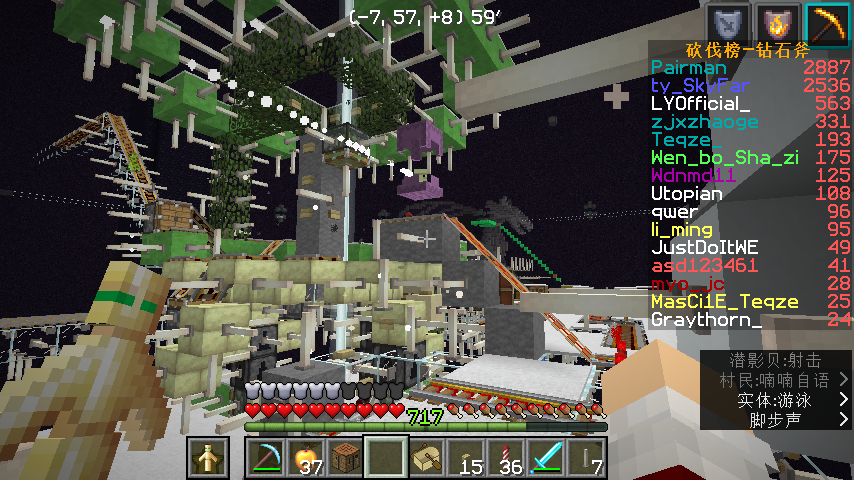 (-7, 57, +8) 59'
砍伐榜-钻石斧
Pairman 2887
ty_SkyFar 2536
LYOfficial_ 563
zjxzhaoge 331
Teqze_ 193
Wen_bo_Sha_zi 175
Wdnmd11 125
Utopian 108
qwer 96
li_ming 95
JustDoItWE 49
asd123461 41
myo__jc 28
MasCi1E_Teqze 25
Graythorn_ 24
潜影贝:射击
村民:喃喃自语 >
实体:游泳 >
脚步声 >
717
37
15
36
7